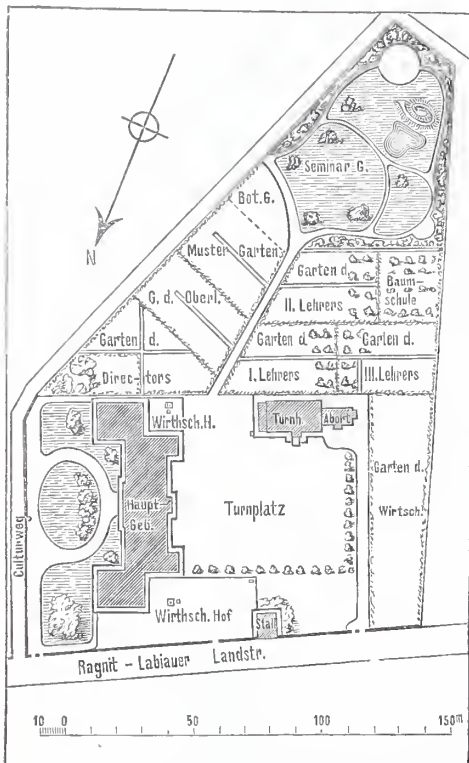 Seminar G.
Bot. G.
N
Muster Garten
Garten d.
Baum-
schule
G. d. Oberl.
II. Lehrers
Garten d.
Garten d.
Garten d.
Directors
I. Lehrers
III. Lehrers
Wirthsch. H.
Turnh.
Abort
Garten d.
Wirtsch.
Haupt
Geb.
Turnplatz
Culturweg
Wirthsch. Hof
Stall
Ragnit – Labiauer Landstr.
10 0 50 100 150m